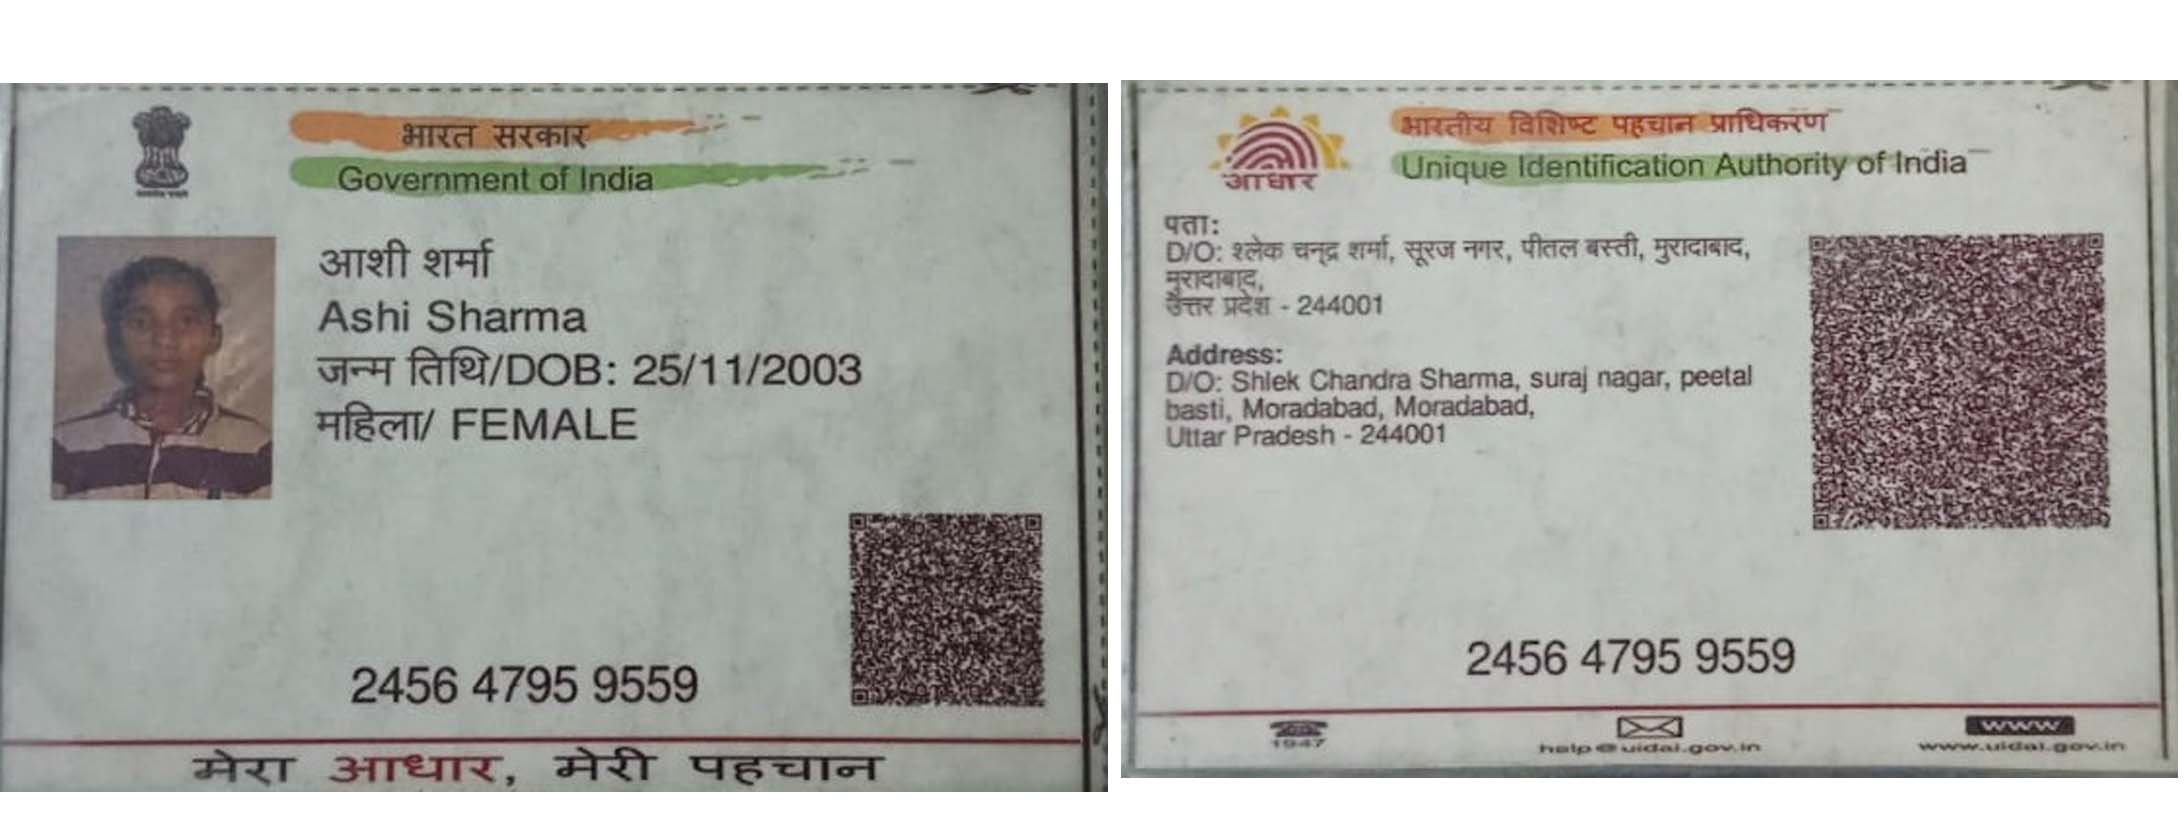 भारत सरकार
Government of India
आशी शर्मा
Ashi Sharma
जन्म तिथि/DOB: 25/11/2003
महिला/ FEMALE
2456 4795 9559
मेरा आधार, मेरी पहचान
भारतीय विशिष्ट पहचान प्राधिकरण
Unique Identification Authority of India
आधार
पता:
D/O: श्लेक चन्द्र शर्मा, सूरज नगर, पीतल बस्ती, मुरादाबाद,
मुरादाबाद,
उत्तर प्रदेश - 244001
Address:
D/O: Shlek Chandra Sharma, suraj nagar, peetal
basti, Moradabad, Moradabad,
Uttar Pradesh - 244001
2456 4795 9559
1947
help@uidai.gov.in
www
www.uidai.gov.in